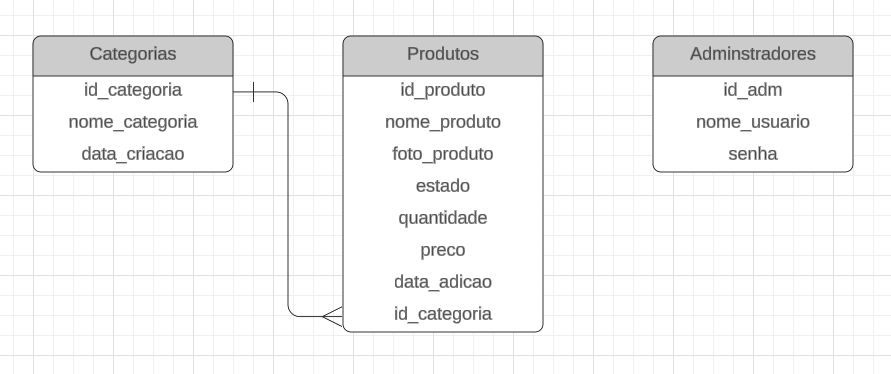 Categorias
id_categoria
nome_categoria
data_criacao
Produtos
id_produto
nome_produto
foto_produto
estado
quantidade
preco
data_adicao
id_categoria
Adminstradores
id_adm
nome_usuario
senha